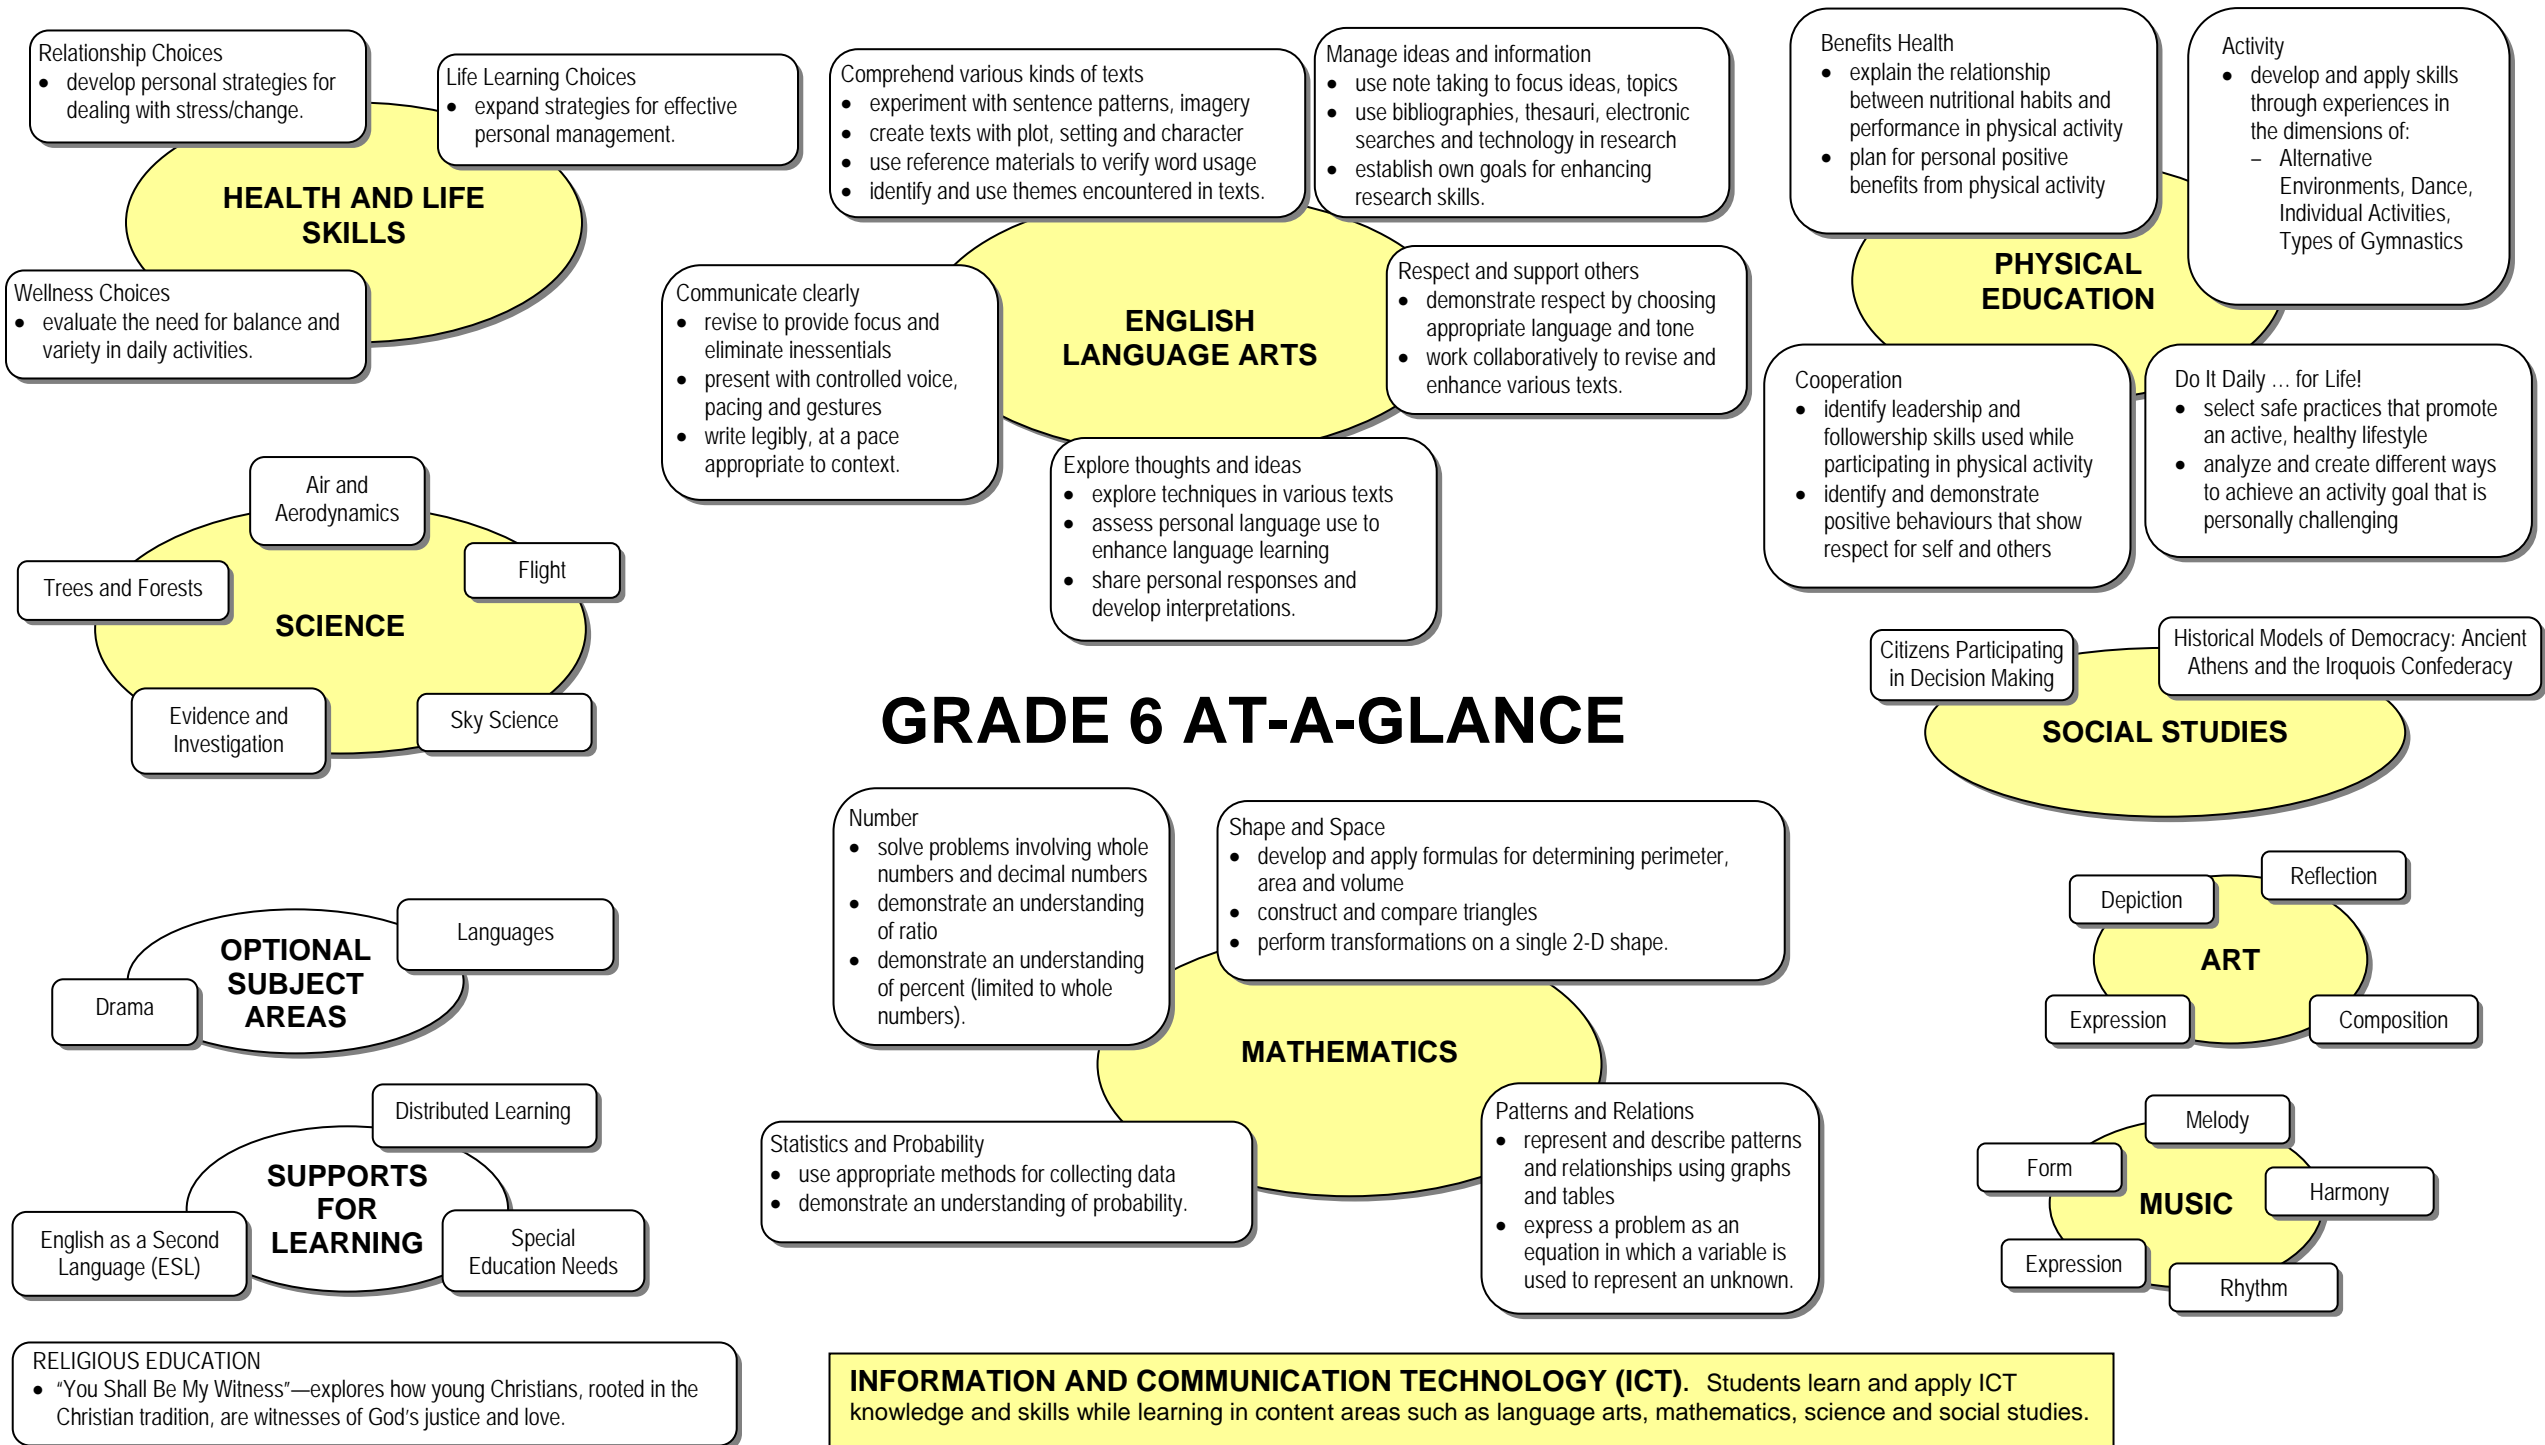 Relationship Choices
• develop personal strategies for
dealing with stress/change.
Life Learning Choices
• expand strategies for effective
personal management.
HEALTH AND LIFE
SKILLS
Wellness Choices
• evaluate the need for balance and
variety in daily activities.
Comprehend various kinds of texts
• experiment with sentence patterns, imagery
• create texts with plot, setting and character
• use reference materials to verify word usage
• identify and use themes encountered in texts.
Manage ideas and information
• use note taking to focus ideas, topics
• use bibliographies, thesauri, electronic
searches and technology in research
• establish own goals for enhancing
research skills.
Communicate clearly
• revise to provide focus and
eliminate inessentials
• present with controlled voice,
pacing and gestures
• write legibly, at a pace
appropriate to context.
ENGLISH
LANGUAGE ARTS
Respect and support others
• demonstrate respect by choosing
appropriate language and tone
• work collaboratively to revise and
enhance various texts.
Explore thoughts and ideas
• explore techniques in various texts
• assess personal language use to
enhance language learning
• share personal responses and
develop interpretations.
Benefits Health
• explain the relationship
between nutritional habits and
performance in physical activity
• plan for personal positive
benefits from physical activity
Activity
• develop and apply skills
through experiences in
the dimensions of:
– Alternative
Environments, Dance,
Individual Activities,
Types of Gymnastics
PHYSICAL
EDUCATION
Cooperation
• identify leadership and
followership skills used while
participating in physical activity
• identify and demonstrate
positive behaviours that show
respect for self and others
Do It Daily … for Life!
• select safe practices that promote
an active, healthy lifestyle
• analyze and create different ways
to achieve an activity goal that is
personally challenging
Air and
Aerodynamics
Flight
Trees and Forests
SCIENCE
Evidence and
Investigation
Sky Science
GRADE 6 AT-A-GLANCE
Citizens Participating
in Decision Making
Historical Models of Democracy: Ancient
Athens and the Iroquois Confederacy
SOCIAL STUDIES
Languages
OPTIONAL
SUBJECT
AREAS
Drama
Number
• solve problems involving whole
numbers and decimal numbers
• demonstrate an understanding
of ratio
• demonstrate an understanding
of percent (limited to whole
numbers).
Shape and Space
• develop and apply formulas for determining perimeter,
area and volume
• construct and compare triangles
• perform transformations on a single 2-D shape.
MATHEMATICS
Statistics and Probability
• use appropriate methods for collecting data
• demonstrate an understanding of probability.
Patterns and Relations
• represent and describe patterns
and relationships using graphs
and tables
• express a problem as an
equation in which a variable is
used to represent an unknown.
Depiction
Reflection
ART
Expression
Composition
Distributed Learning
SUPPORTS
FOR
LEARNING
English as a Second
Language (ESL)
Special
Education Needs
Melody
Form
Harmony
MUSIC
Expression
Rhythm
RELIGIOUS EDUCATION
• “You Shall Be My Witness”—explores how young Christians, rooted in the
Christian tradition, are witnesses of God’s justice and love.
INFORMATION AND COMMUNICATION TECHNOLOGY (ICT). Students learn and apply ICT
knowledge and skills while learning in content areas such as language arts, mathematics, science and social studies.